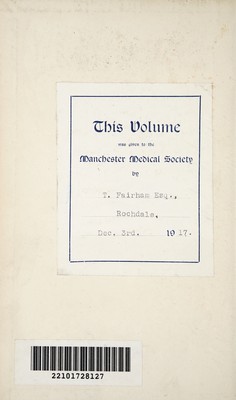 This Volume
was given to the
Manchester Medical Society
by
T. Fairham Esq.,
Rochdale,
Dec. 3rd. 1917.
22101728127